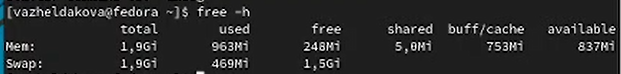 [vazheldakova@fedora ~]$ free -h
total used free shared buff/cache available
Mem: 1,9Gi 963Mi 248Mi 5,0Mi 753Mi 837Mi
Swap: 1,9Gi 469Mi 1,5Gi